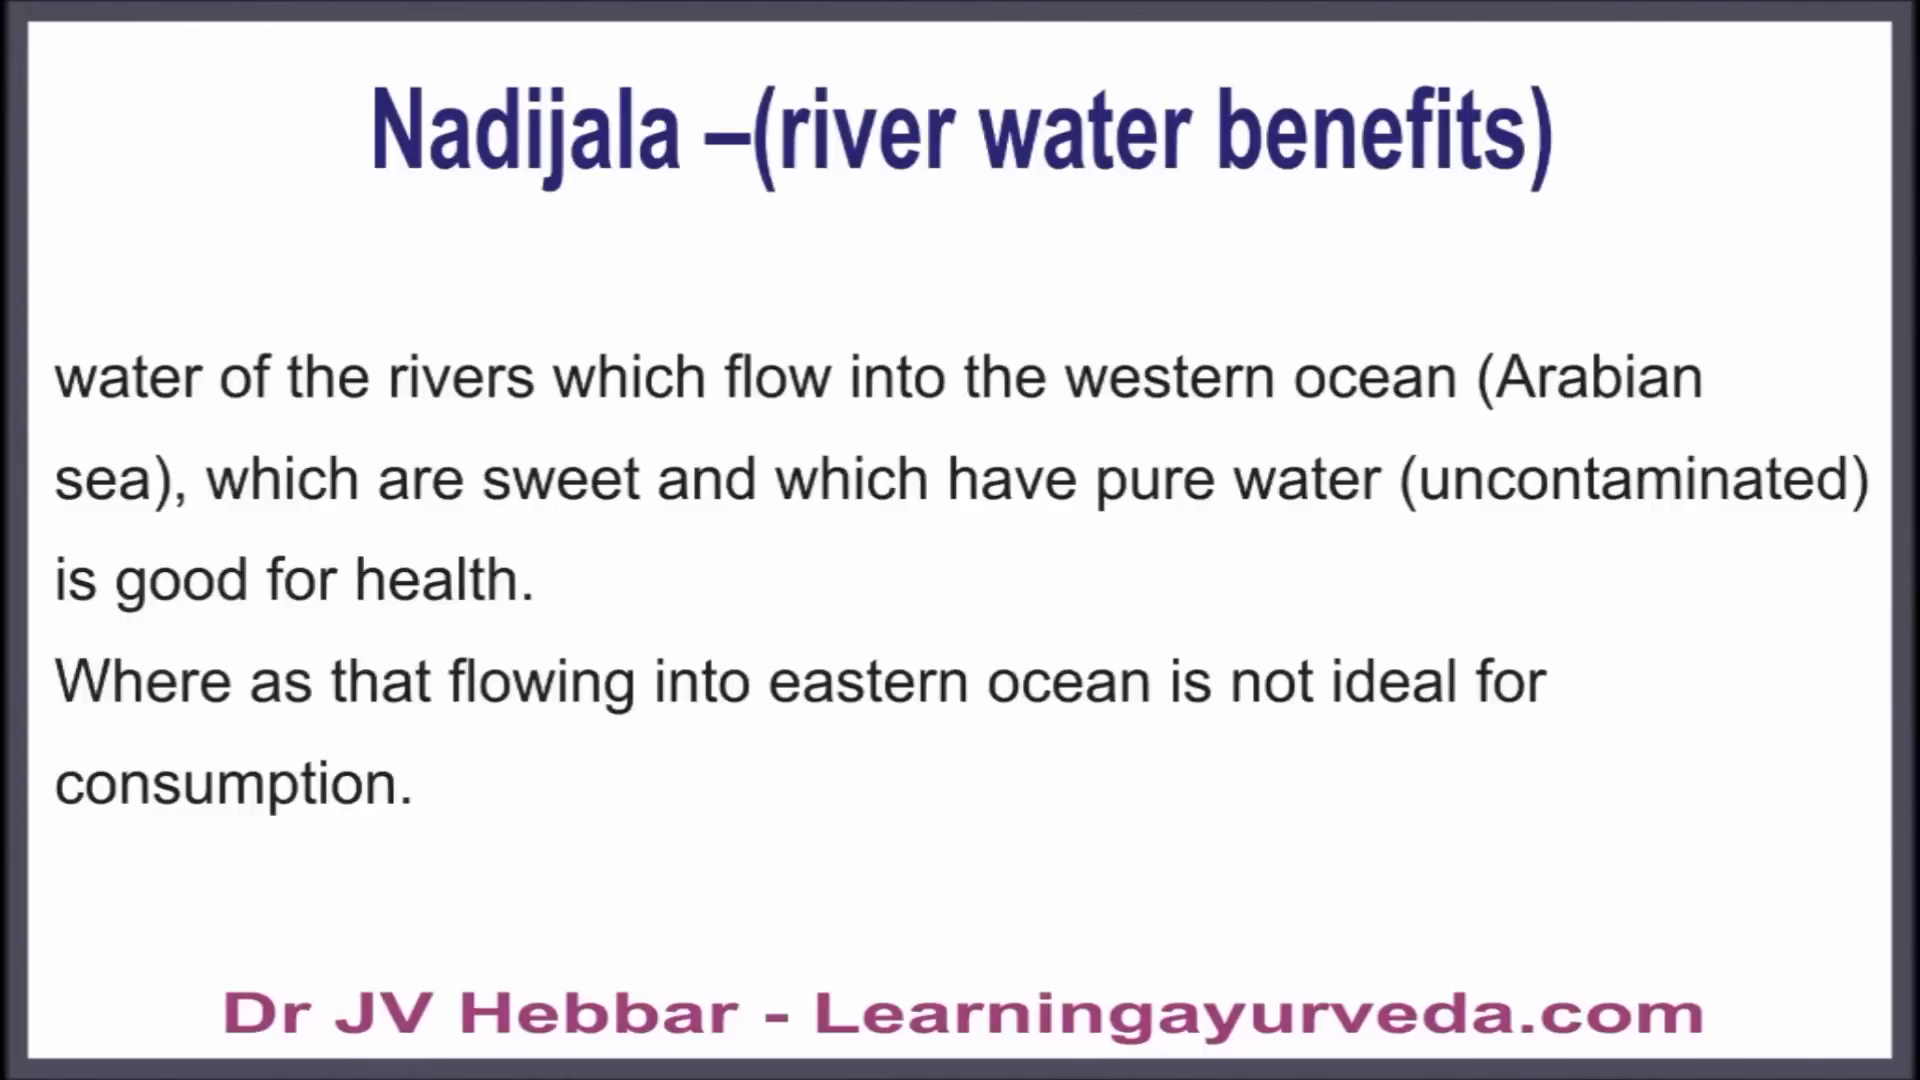 Nadijala –(river water benefits)
water of the rivers which flow into the western ocean (Arabian
sea), which are sweet and which have pure water (uncontaminated)
is good for health.
Where as that flowing into eastern ocean is not ideal for
consumption.
Dr JV Hebbar - Learningayurveda.com